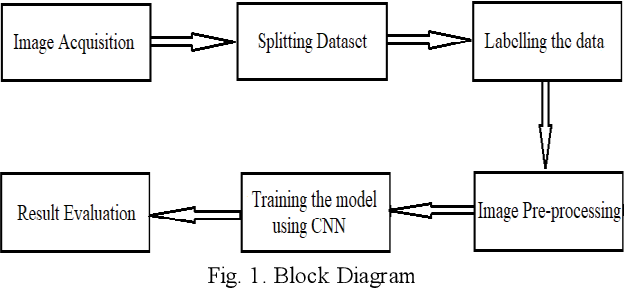 Image Acquisition
Splitting Dataset
Labelling the data
Image Pre-processing
Training the model
using CNN
Result Evaluation
Fig. 1. Block Diagram